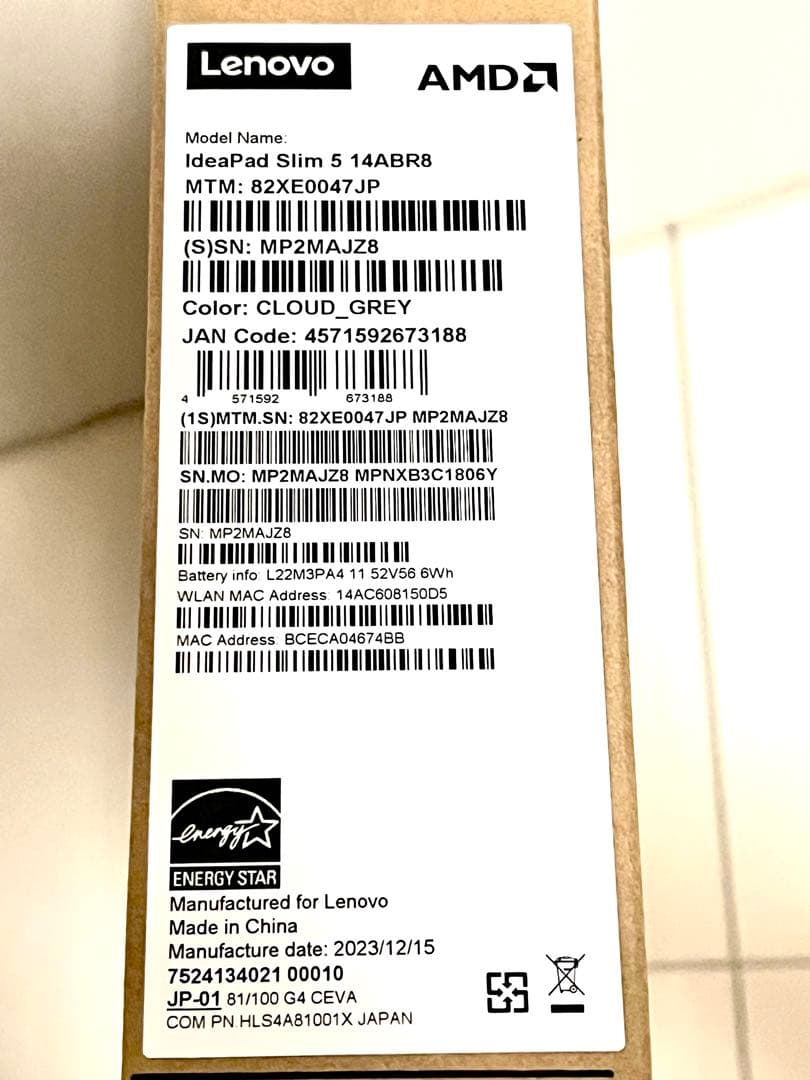 Lenovo
AMD
Model Name:
IdeaPad Slim 5 14ABR8
MTM: 82XE0047JP
(S)SN: MP2MAJZ8
Color: CLOUD_GREY
JAN Code: 4571592673188
4 571592 673188
(1S)MTM.SN: 82XE0047JP MP2MAJZ8
SN.MO: MP2MAJZ8 MPNXB3C1806Y
SN: MP2MAJZ8
Battery info: L22M3PA4 11 52V56 6Wh
WLAN MAC Address: 14AC608150D5
MAC Address: BCECA04674BB
energy
ENERGY STAR
Manufactured for Lenovo
Made in China
Manufacture date: 2023/12/15
7524134021 00010
JP-01 81/100 G4 CEVA
COM PN.HLS4A81001X JAPAN